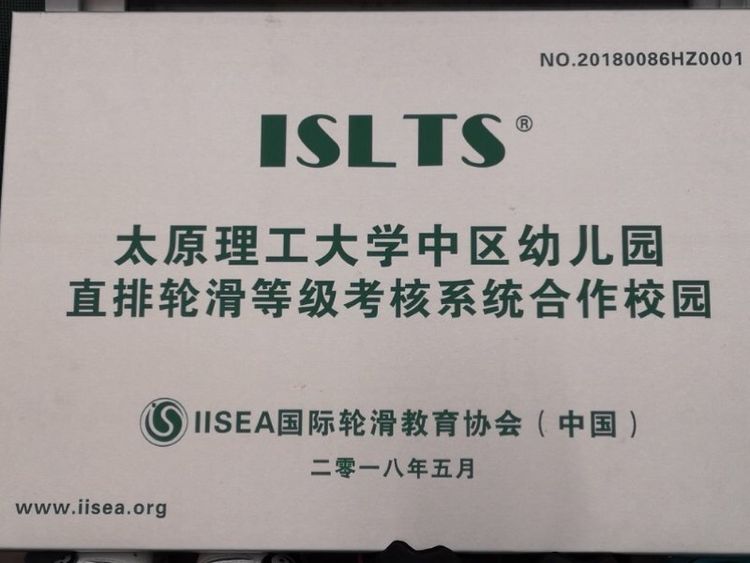 NO.20180086HZ0001
ISLTS®
太原理工大学中区幼儿园
直排轮滑等级考核系统合作校园
IISEA国际轮滑教育协会（中国）
二零一八年五月
www.iisea.org